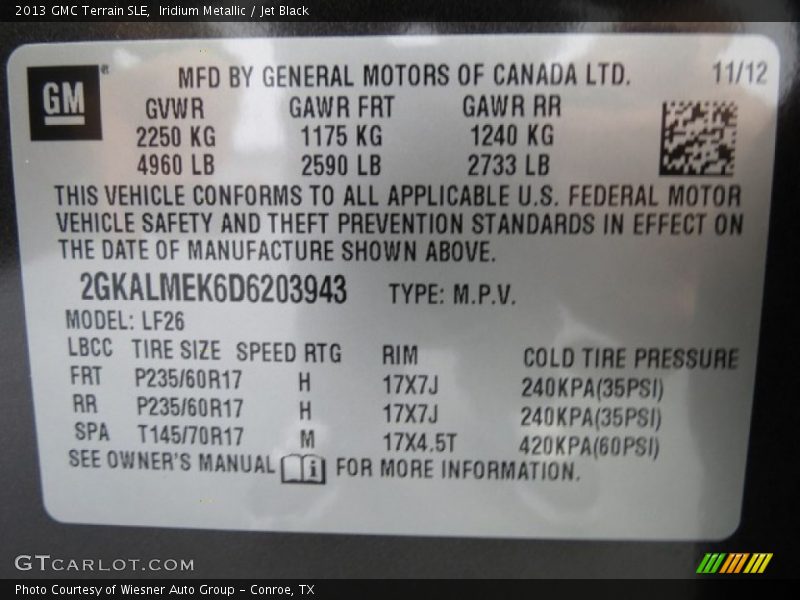 2013 GMC Terrain SLE, Iridium Metallic / Jet Black
GM
MFD BY GENERAL MOTORS OF CANADA LTD. 11/12
GVWR GAWR FRT GAWR RR
2250 KG 1175 KG 1240 KG
4960 LB 2590 LB 2733 LB
THIS VEHICLE CONFORMS TO ALL APPLICABLE U.S. FEDERAL MOTOR
VEHICLE SAFETY AND THEFT PREVENTION STANDARDS IN EFFECT ON
THE DATE OF MANUFACTURE SHOWN ABOVE.
2GKALMEK6D6203943 TYPE: M.P.V.
MODEL: LF26
LBCC TIRE SIZE SPEED RTG RIM COLD TIRE PRESSURE
FRT P235/60R17 H 17X7J 240KPA(35PSI)
RR P235/60R17 H 17X7J 240KPA(35PSI)
SPA T145/70R17 M 17X4.5T 420KPA(60PSI)
SEE OWNER'S MANUAL i FOR MORE INFORMATION.
GTCARLOT.COM
Photo Courtesy of Wiesner Auto Group - Conroe, TX